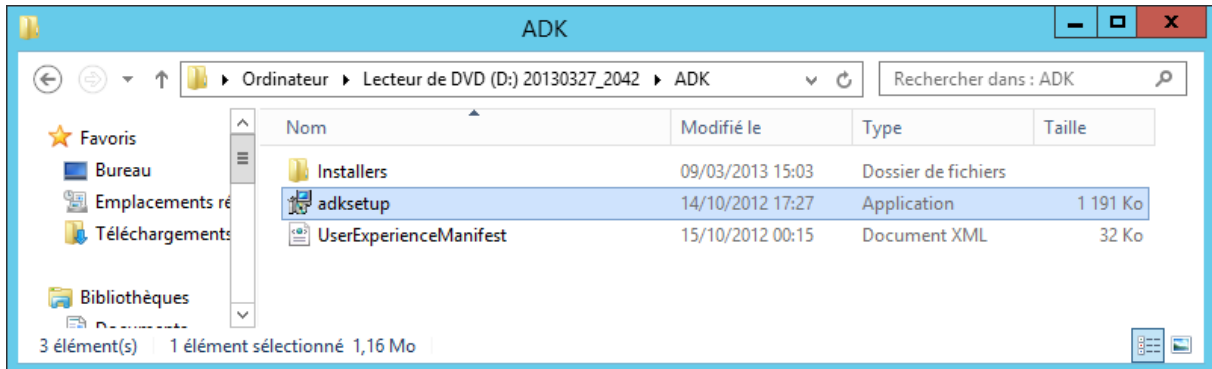 ADK
Ordinateur Lecteur de DVD (D:) 20130327_2042 ADK
Rechercher dans : ADK
Favoris
Bureau
Emplacements ré
Téléchargements
Bibliothèques
Nom Modifié le Type Taille
Installers 09/03/2013 15:03 Dossier de fichiers
adksetup 14/10/2012 17:27 Application 1 191 Ko
UserExperienceManifest 15/10/2012 00:15 Document XML 32 Ko
3 élément(s) 1 élément sélectionné 1,16 Mo